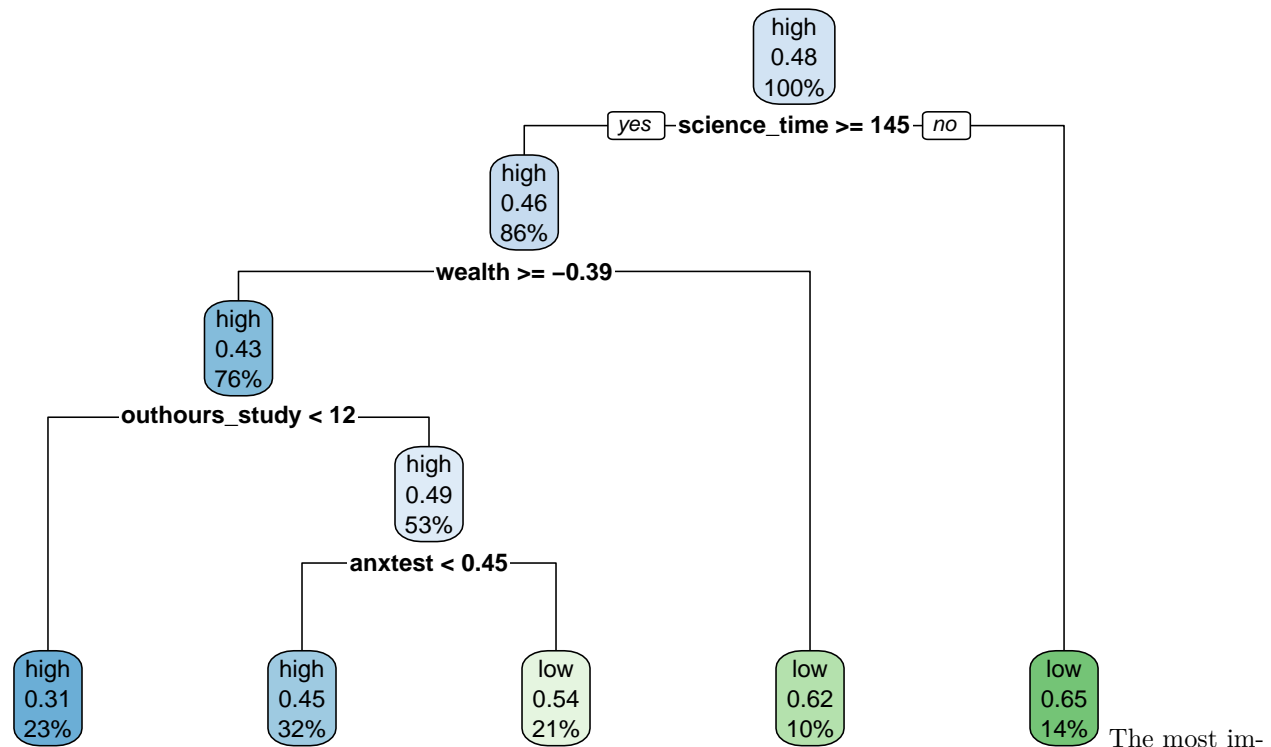 high
0.48
100%
yes
science_time >= 145
no
high
0.46
86%
wealth >= −0.39
high
0.43
76%
outhours_study < 12
high
0.49
53%
anxtest < 0.45
high
0.31
23%
high
0.45
32%
low
0.54
21%
low
0.62
10%
low
0.65
14%
The most im-